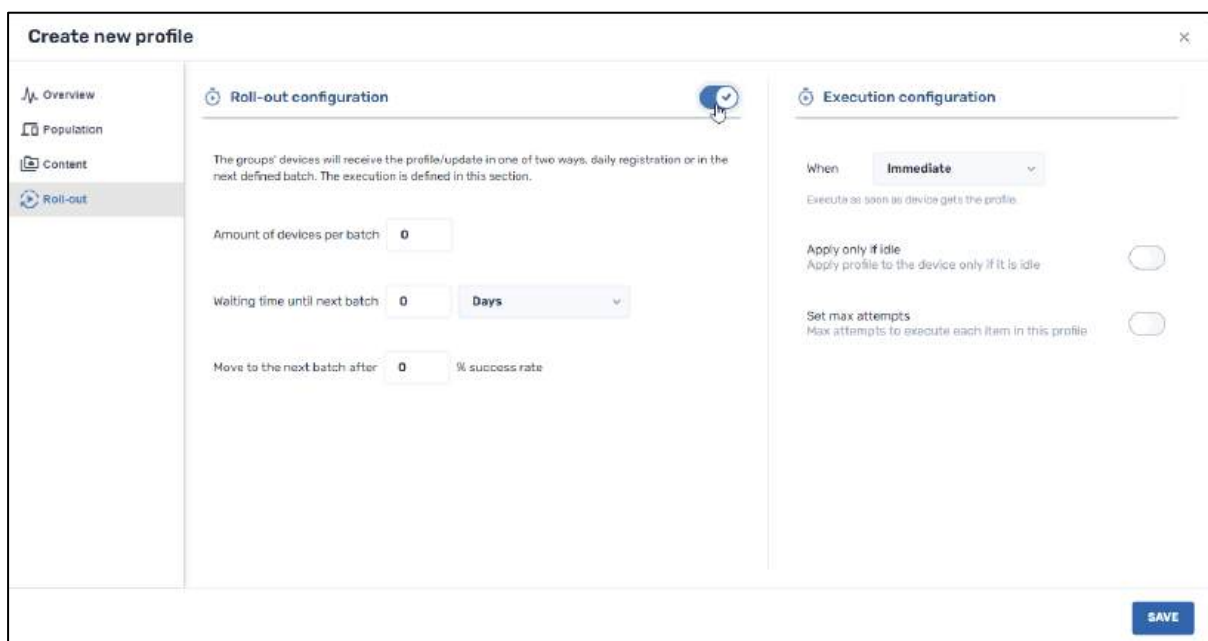 Create new profile
Overview
Population
Content
Roll-out
Roll-out configuration
The groups' devices will receive the profile/update in one of two ways, daily registration or in the
next defined batch. The execution is defined in this section.
Amount of devices per batch 0
Waiting time until next batch 0 Days
Move to the next batch after 0 % success rate
Execution configuration
When Immediate
Execute as soon as device gets the profile
Apply only if idle
Apply profile to the device only if it is idle
Set max attempts
Max attempts to execute each item in this profile
SAVE